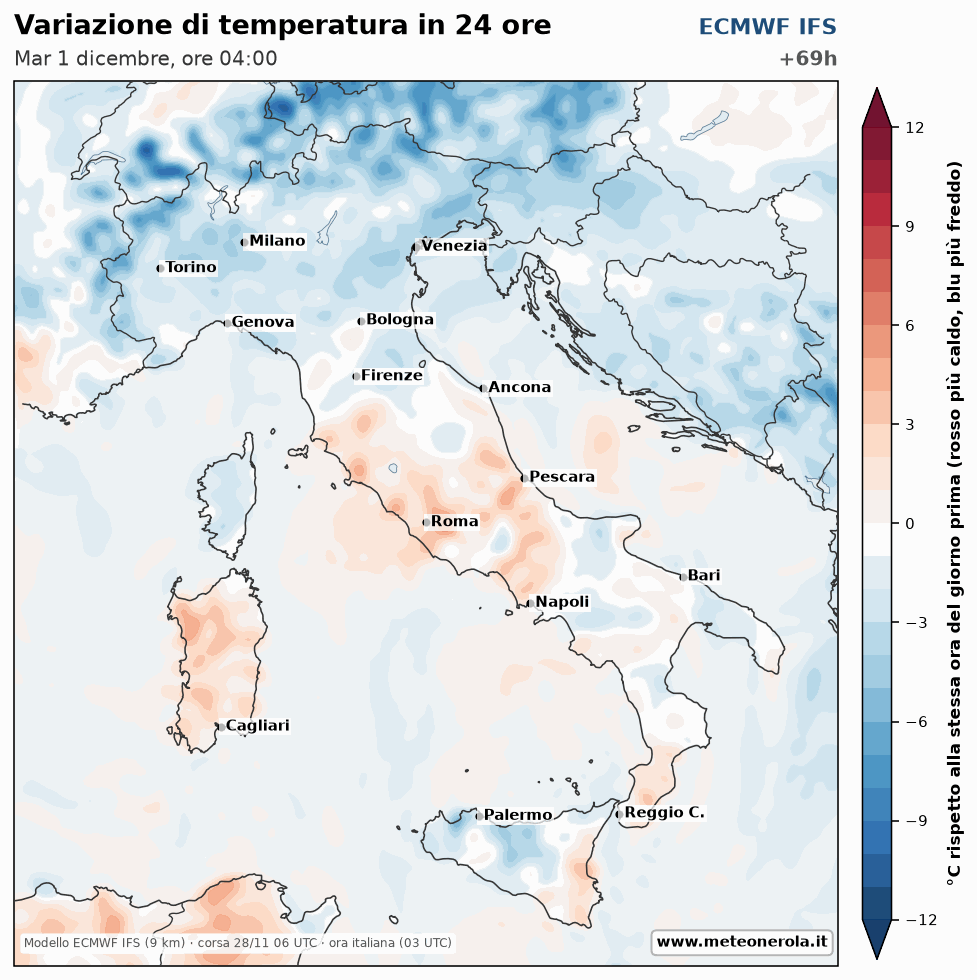 Variazione di temperatura in 24 ore
ECMWF IFS
Mar 1 dicembre, ore 04:00
+69h
Milano
Venezia
Torino
Genova
Bologna
Firenze
Ancona
Pescara
Roma
Bari
Napoli
Cagliari
Palermo
Reggio C.
12
9
6
3
0
−3
−6
−9
−12
°C rispetto alla stessa ora del giorno prima (rosso più caldo, blu più freddo)
Modello ECMWF IFS (9 km) · corsa 28/11 06 UTC · ora italiana (03 UTC)
www.meteonerola.it